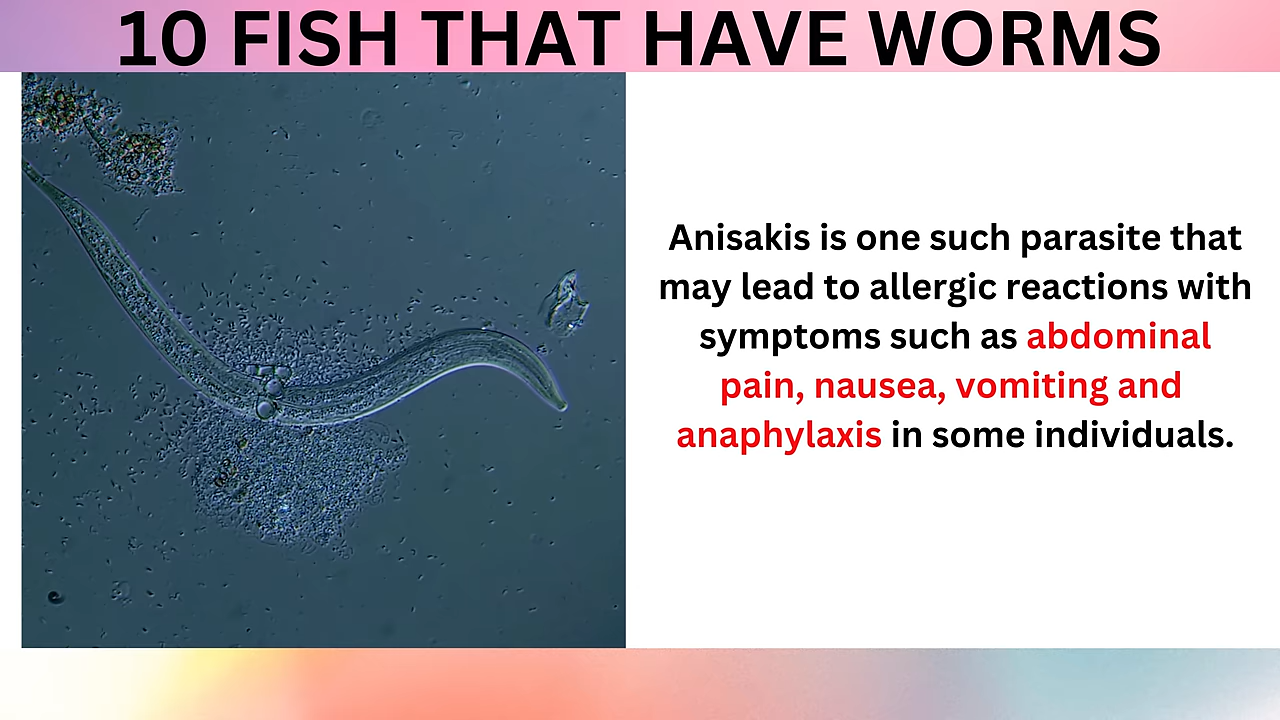 10 FISH THAT HAVE WORMS
Anisakis is one such parasite that
may lead to allergic reactions with
symptoms such as abdominal
pain, nausea, vomiting and
anaphylaxis in some individuals.